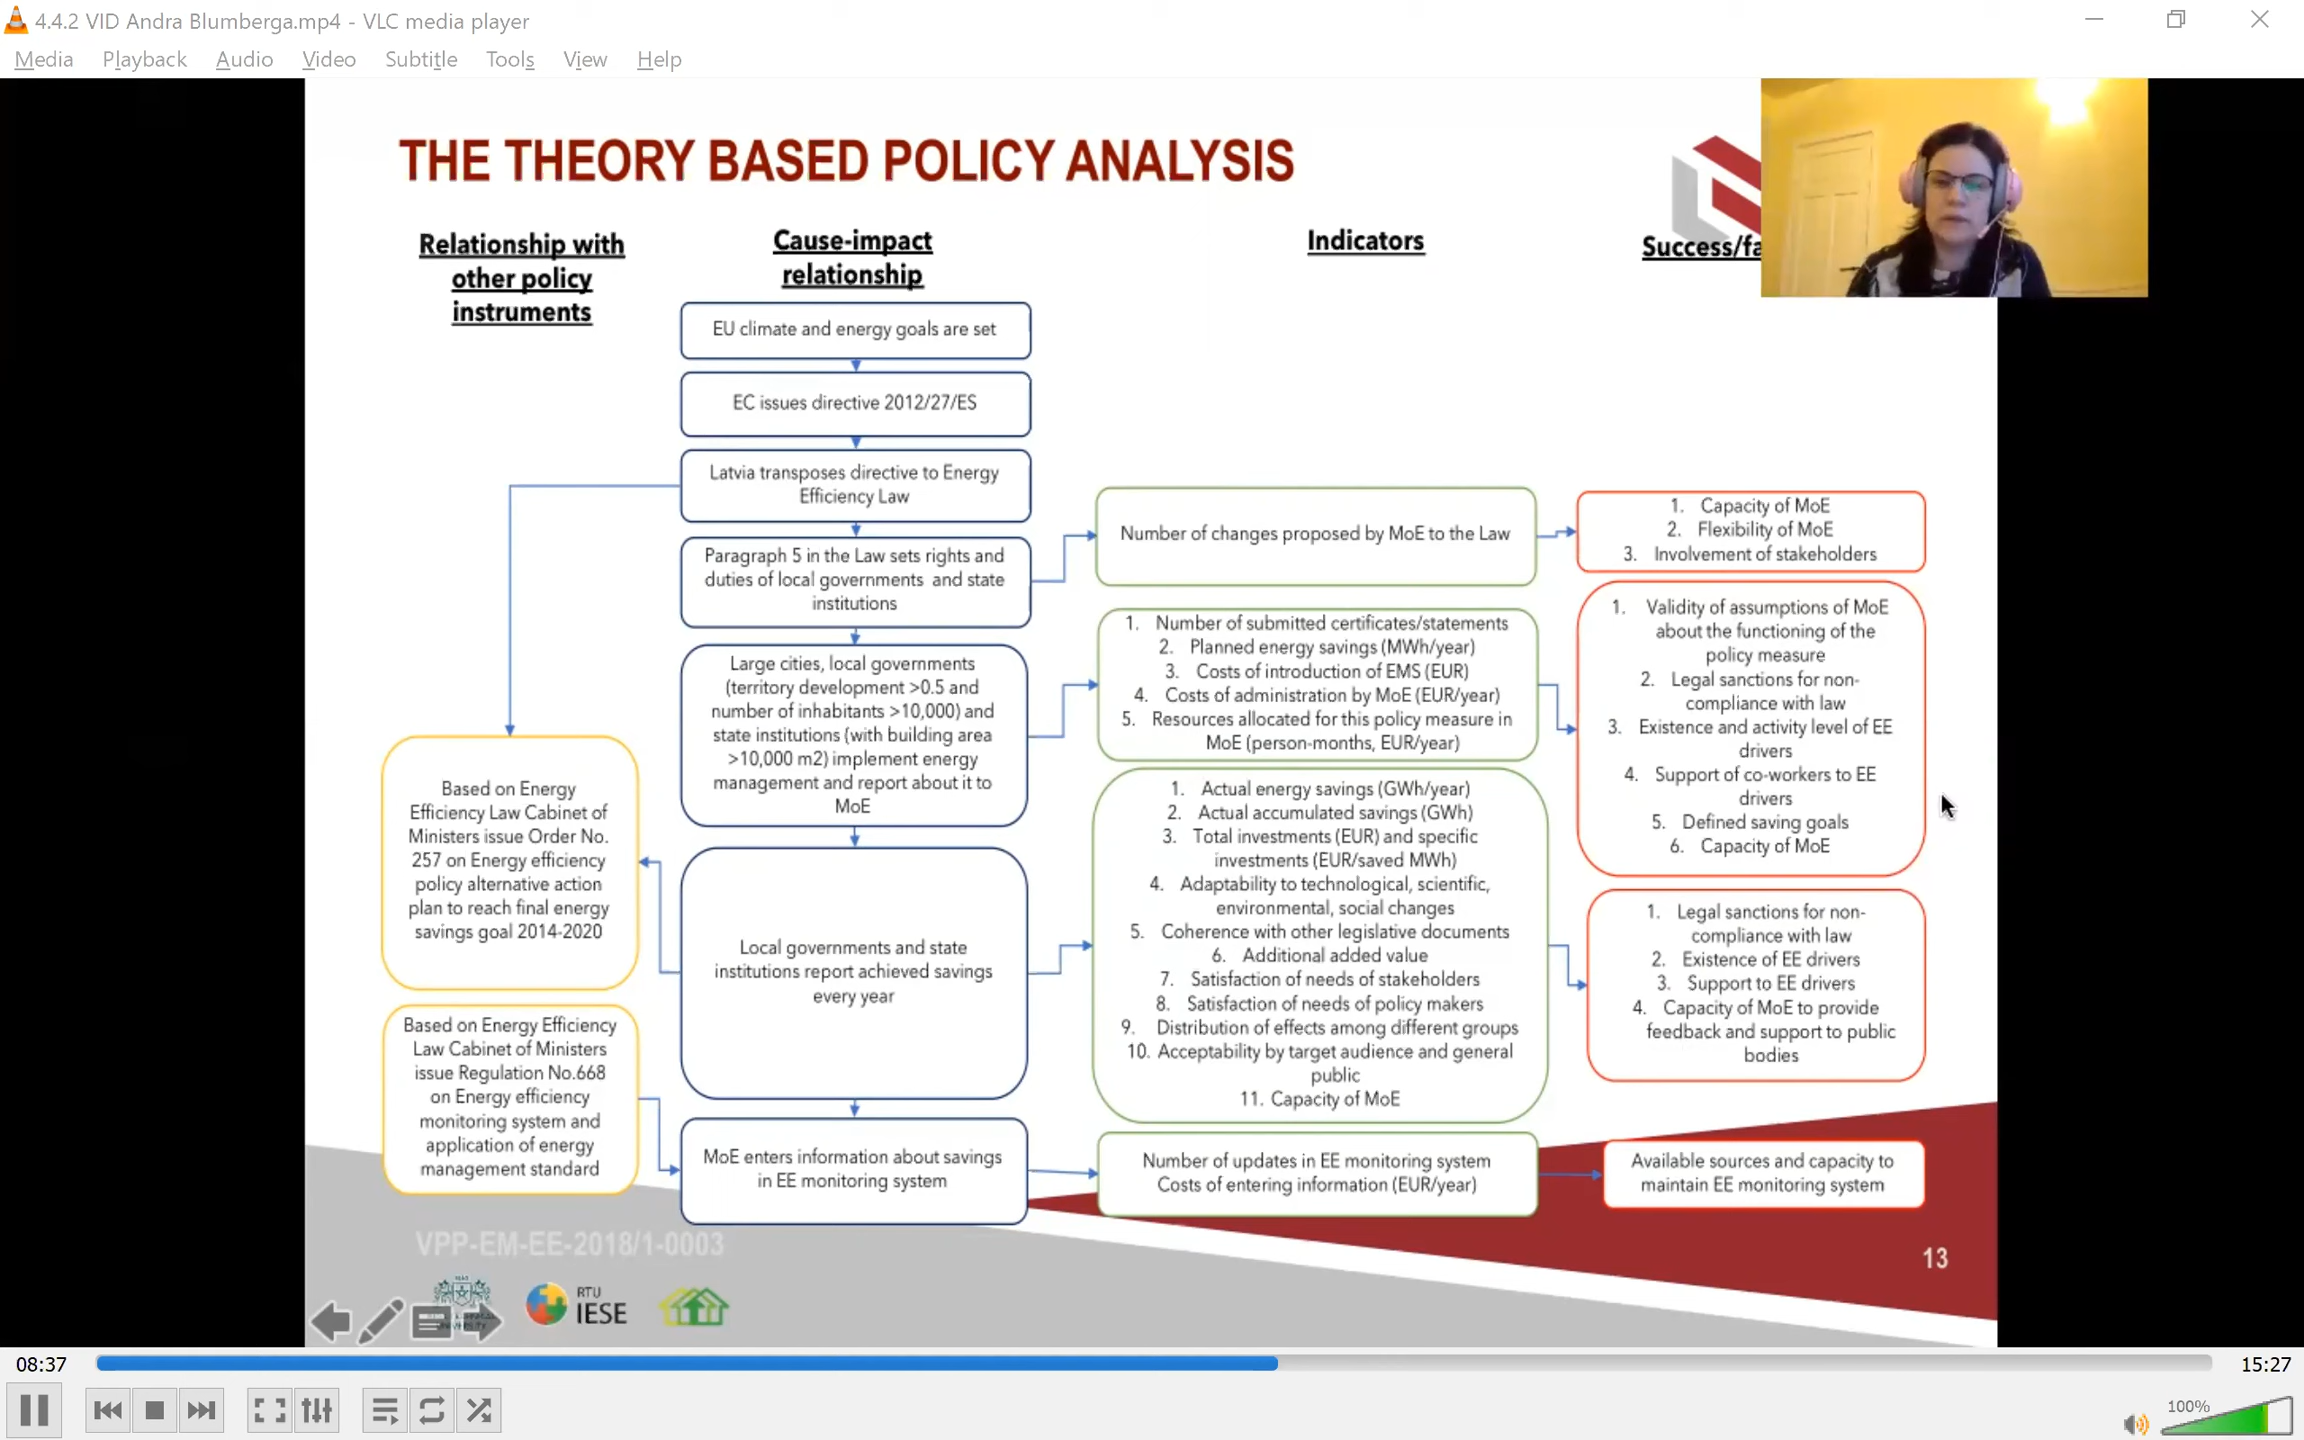 4.4.2 VID Andra Blumberga.mp4 - VLC media player
Media Playback Audio Video Subtitle Tools View Help
THE THEORY BASED POLICY ANALYSIS
Relationship with
other policy
instruments
Cause-impact
relationship
Indicators
Success/fa
EU climate and energy goals are set
EC issues directive 2012/27/ES
Latvia transposes directive to Energy
Efficiency Law
Paragraph 5 in the Law sets rights and
duties of local governments and state
institutions
Large cities, local governments
(territory development >0.5 and
number of inhabitants >10,000) and
state institutions (with building area
>10,000 m2) implement energy
management and report about it to
MoE
Local governments and state
institutions report achieved savings
every year
MoE enters information about savings
in EE monitoring system
Based on Energy
Efficiency Law Cabinet of
Ministers issue Order No.
257 on Energy efficiency
policy alternative action
plan to reach final energy
savings goal 2014-2020
Based on Energy Efficiency
Law Cabinet of Ministers
issue Regulation No.668
on Energy efficiency
monitoring system and
application of energy
management standard
Number of changes proposed by MoE to the Law
1. Number of submitted certificates/statements
2. Planned energy savings (MWh/year)
3. Costs of introduction of EMS (EUR)
4. Costs of administration by MoE (EUR/year)
5. Resources allocated for this policy measure in
MoE (person-months, EUR/year)
1. Actual energy savings (GWh/year)
2. Actual accumulated savings (GWh)
3. Total investments (EUR) and specific
investments (EUR/saved MWh)
4. Adaptability to technological, scientific,
environmental, social changes
5. Coherence with other legislative documents
6. Additional added value
7. Satisfaction of needs of stakeholders
8. Satisfaction of needs of policy makers
9. Distribution of effects among different groups
10. Acceptability by target audience and general
public
11. Capacity of MoE
Number of updates in EE monitoring system
Costs of entering information (EUR/year)
1. Capacity of MoE
2. Flexibility of MoE
3. Involvement of stakeholders
1. Validity of assumptions of MoE
about the functioning of the
policy measure
2. Legal sanctions for non-
compliance with law
3. Existence and activity level of EE
drivers
4. Support of co-workers to EE
drivers
5. Defined saving goals
6. Capacity of MoE
1. Legal sanctions for non-
compliance with law
2. Existence of EE drivers
3. Support to EE drivers
4. Capacity of MoE to provide
feedback and support to public
bodies
Available sources and capacity to
maintain EE monitoring system
VPP-EM-EE-2018/1-0003
13
RTU
IESE
08:37
15:27
100%